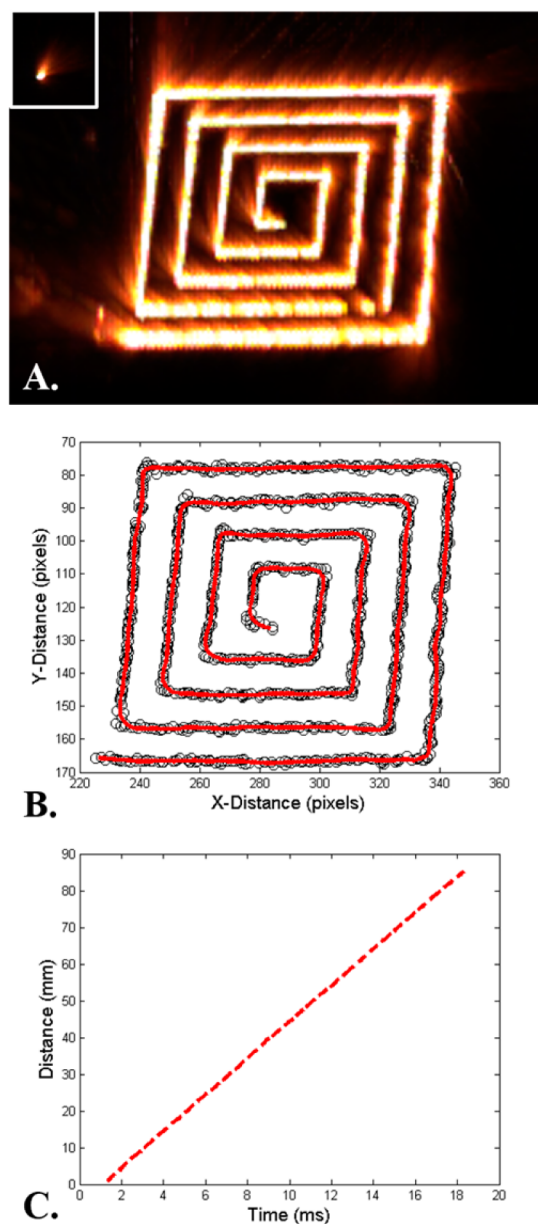 A.
70
80
90
100
110
120
130
140
150
160
170
Y-Distance (pixels)
220 240 260 280 300 320 340 360
X-Distance (pixels)
B.
90
80
70
60
50
40
30
20
10
0
Distance (mm)
0 2 4 6 8 10 12 14 16 18 20
Time (ms)
C.